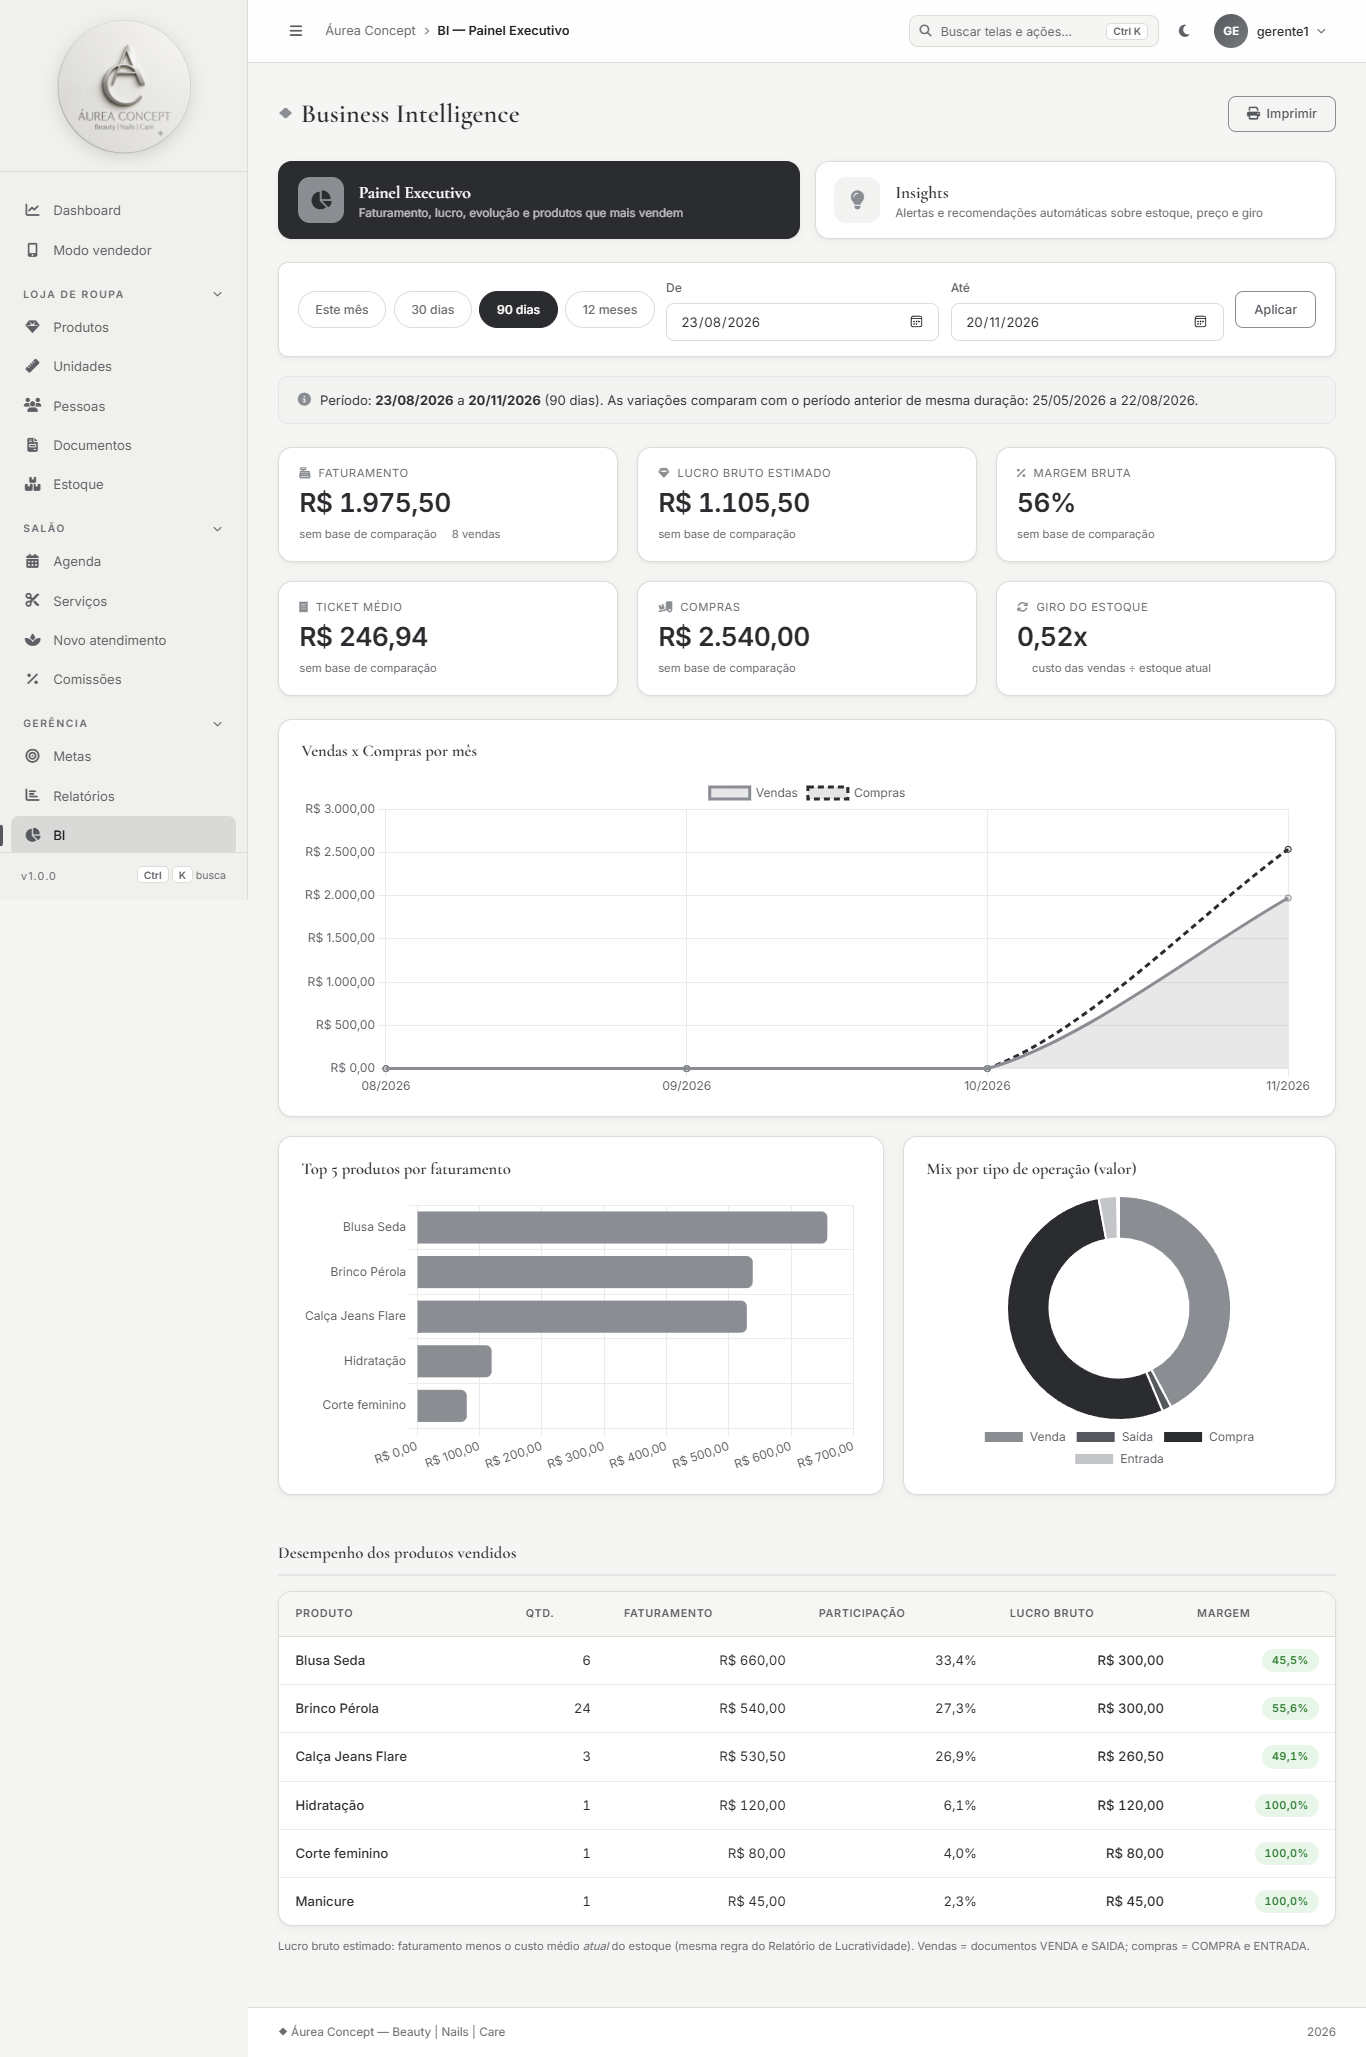 ÁUREA CONCEPT
Beauty | Nails | Care
Dashboard
Modo vendedor
LOJA DE ROUPA
Produtos
Unidades
Pessoas
Documentos
Estoque
SALÃO
Agenda
Serviços
Novo atendimento
Comissões
GERÊNCIA
Metas
Relatórios
BI
v1.0.0 Ctrl K busca
Áurea Concept › BI — Painel Executivo
Buscar telas e ações... Ctrl K
GE gerente1
Business Intelligence
Imprimir
Painel Executivo
Faturamento, lucro, evolução e produtos que mais vendem
Insights
Alertas e recomendações automáticas sobre estoque, preço e giro
Este mês 30 dias 90 dias 12 meses
De
23/08/2026
Até
20/11/2026
Aplicar
Período: 23/08/2026 a 20/11/2026 (90 dias). As variações comparam com o período anterior de mesma duração: 25/05/2026 a 22/08/2026.
FATURAMENTO
R$ 1.975,50
sem base de comparação 8 vendas
LUCRO BRUTO ESTIMADO
R$ 1.105,50
sem base de comparação
MARGEM BRUTA
56%
sem base de comparação
TICKET MÉDIO
R$ 246,94
sem base de comparação
COMPRAS
R$ 2.540,00
sem base de comparação
GIRO DO ESTOQUE
0,52x
custo das vendas ÷ estoque atual
Vendas x Compras por mês
Vendas Compras
R$ 3.000,00
R$ 2.500,00
R$ 2.000,00
R$ 1.500,00
R$ 1.000,00
R$ 500,00
R$ 0,00
08/2026 09/2026 10/2026 11/2026
Top 5 produtos por faturamento
Blusa Seda
Brinco Pérola
Calça Jeans Flare
Hidratação
Corte feminino
R$ 0,00 R$ 100,00 R$ 200,00 R$ 300,00 R$ 400,00 R$ 500,00 R$ 600,00 R$ 700,00
Mix por tipo de operação (valor)
Venda Saída Compra
Entrada
Desempenho dos produtos vendidos
PRODUTO QTD. FATURAMENTO PARTICIPAÇÃO LUCRO BRUTO MARGEM
Blusa Seda 6 R$ 660,00 33,4% R$ 300,00 45,5%
Brinco Pérola 24 R$ 540,00 27,3% R$ 300,00 55,6%
Calça Jeans Flare 3 R$ 530,50 26,9% R$ 260,50 49,1%
Hidratação 1 R$ 120,00 6,1% R$ 120,00 100,0%
Corte feminino 1 R$ 80,00 4,0% R$ 80,00 100,0%
Manicure 1 R$ 45,00 2,3% R$ 45,00 100,0%
Lucro bruto estimado: faturamento menos o custo médio atual do estoque (mesma regra do Relatório de Lucratividade). Vendas = documentos VENDA e SAIDA; compras = COMPRA e ENTRADA.
Áurea Concept — Beauty | Nails | Care
2026